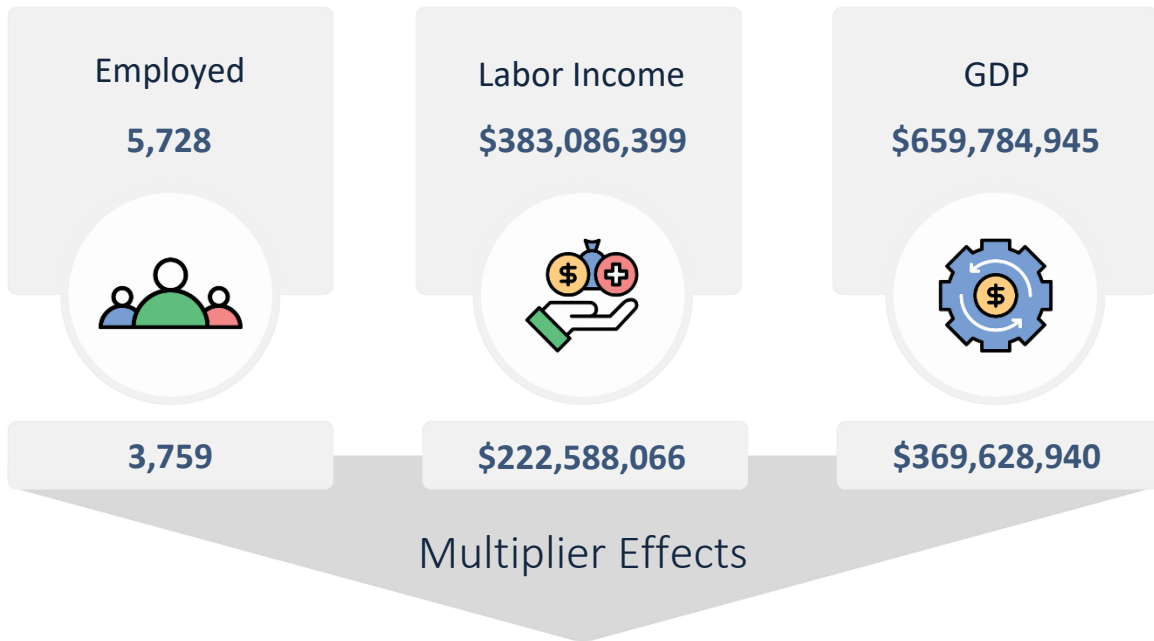 Employed
5,728
Labor Income
$383,086,399
GDP
$659,784,945
$
$
3,759
$222,588,066
$369,628,940
Multiplier Effects